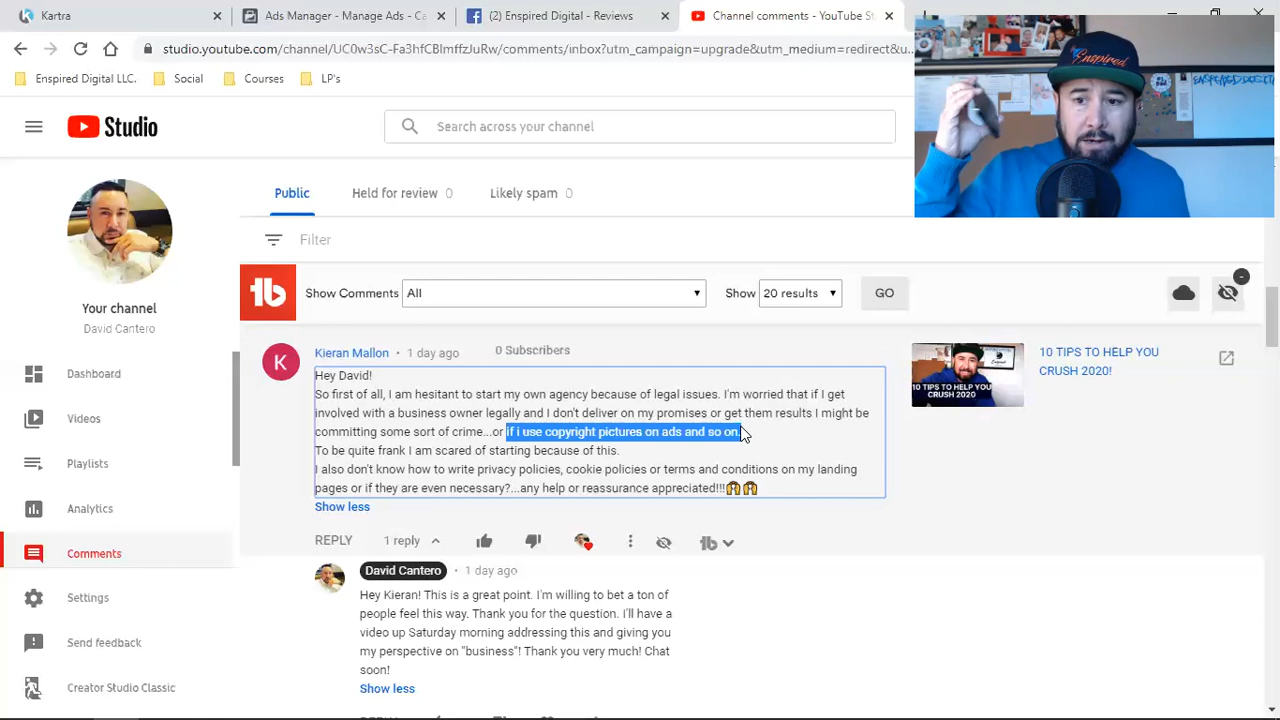 Kartra
Ads Manager - Manage Ads - Ca
(2) Enspired Digital - Reviews
Channel comments - YouTube St
studio.youtube.com/channel/
/comments/inbox?utm_campaign=upgrade&utm_medium=redirect&u...
Enspired Digital LLC.
Social
Courses
LP's
Studio
Search across your channel
Your channel
David Cantero
Public
Held for review 0
Likely spam 0
Filter
Show Comments
All
Show
20 results
GO
Dashboard
Videos
Playlists
Analytics
Comments
Settings
Send feedback
Creator Studio Classic
Kieran Mallon • 1 day ago
0 Subscribers
Hey David!
So first of all, I am hesitant to start my own agency because of legal issues. I'm worried that if I get
involved with a business owner legally and I don't deliver on my promises or get them results I might be
committing some sort of crime...or if i use copyright pictures on ads and so on.
To be quite frank I am scared of starting because of this.
I also don't know how to write privacy policies, cookie policies or terms and conditions on my landing
pages or if they are even necessary?...any help or reassurance appreciated!!!
Show less
REPLY
1 reply
10 TIPS TO HELP YOU
CRUSH 2020
10 TIPS TO HELP YOU
CRUSH 2020!
David Cantero • 1 day ago
Hey Kieran! This is a great point. I'm willing to bet a ton of
people feel this way. Thank you for the question. I'll have a
video up Saturday morning addressing this and giving you
my perspective on "business"! Thank you very much! Chat
soon!
Show less
Enspired